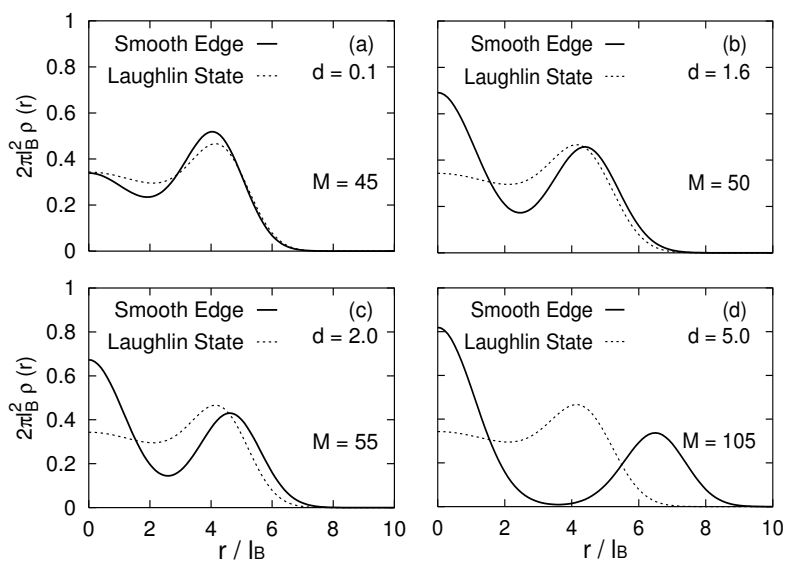 1
0.8
0.6
0.4
0.2
0
2πl_B^2 ρ (r)
Smooth Edge
(a)
Laughlin State
d = 0.1
M = 45
Smooth Edge
(b)
Laughlin State
d = 1.6
M = 50
1
0.8
0.6
0.4
0.2
0
2πl_B^2 ρ (r)
Smooth Edge
(c)
Laughlin State
d = 2.0
M = 55
0 2 4 6 8 10
r / l_B
Smooth Edge
(d)
Laughlin State
d = 5.0
M = 105
0 2 4 6 8 10
r / l_B